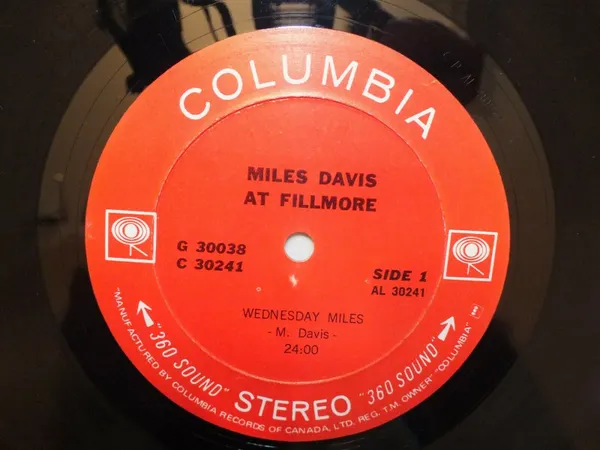 COLUMBIA
MILES DAVIS
AT FILLMORE
G 30038
C 30241
SIDE 1
AL 30241
WEDNESDAY MILES
- M. Davis -
24:00
"360 SOUND" STEREO "360 SOUND"
"MANUFACTURED BY COLUMBIA RECORDS OF CANADA, LTD. REG. T.M. OWNER" "COLUMBIA"